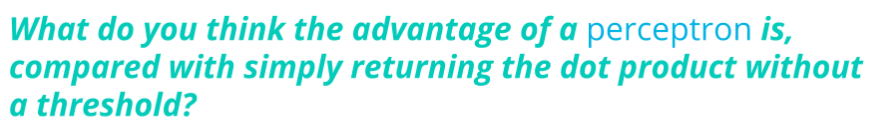 What do you think the advantage of a perceptron is,
compared with simply returning the dot product without
a threshold?